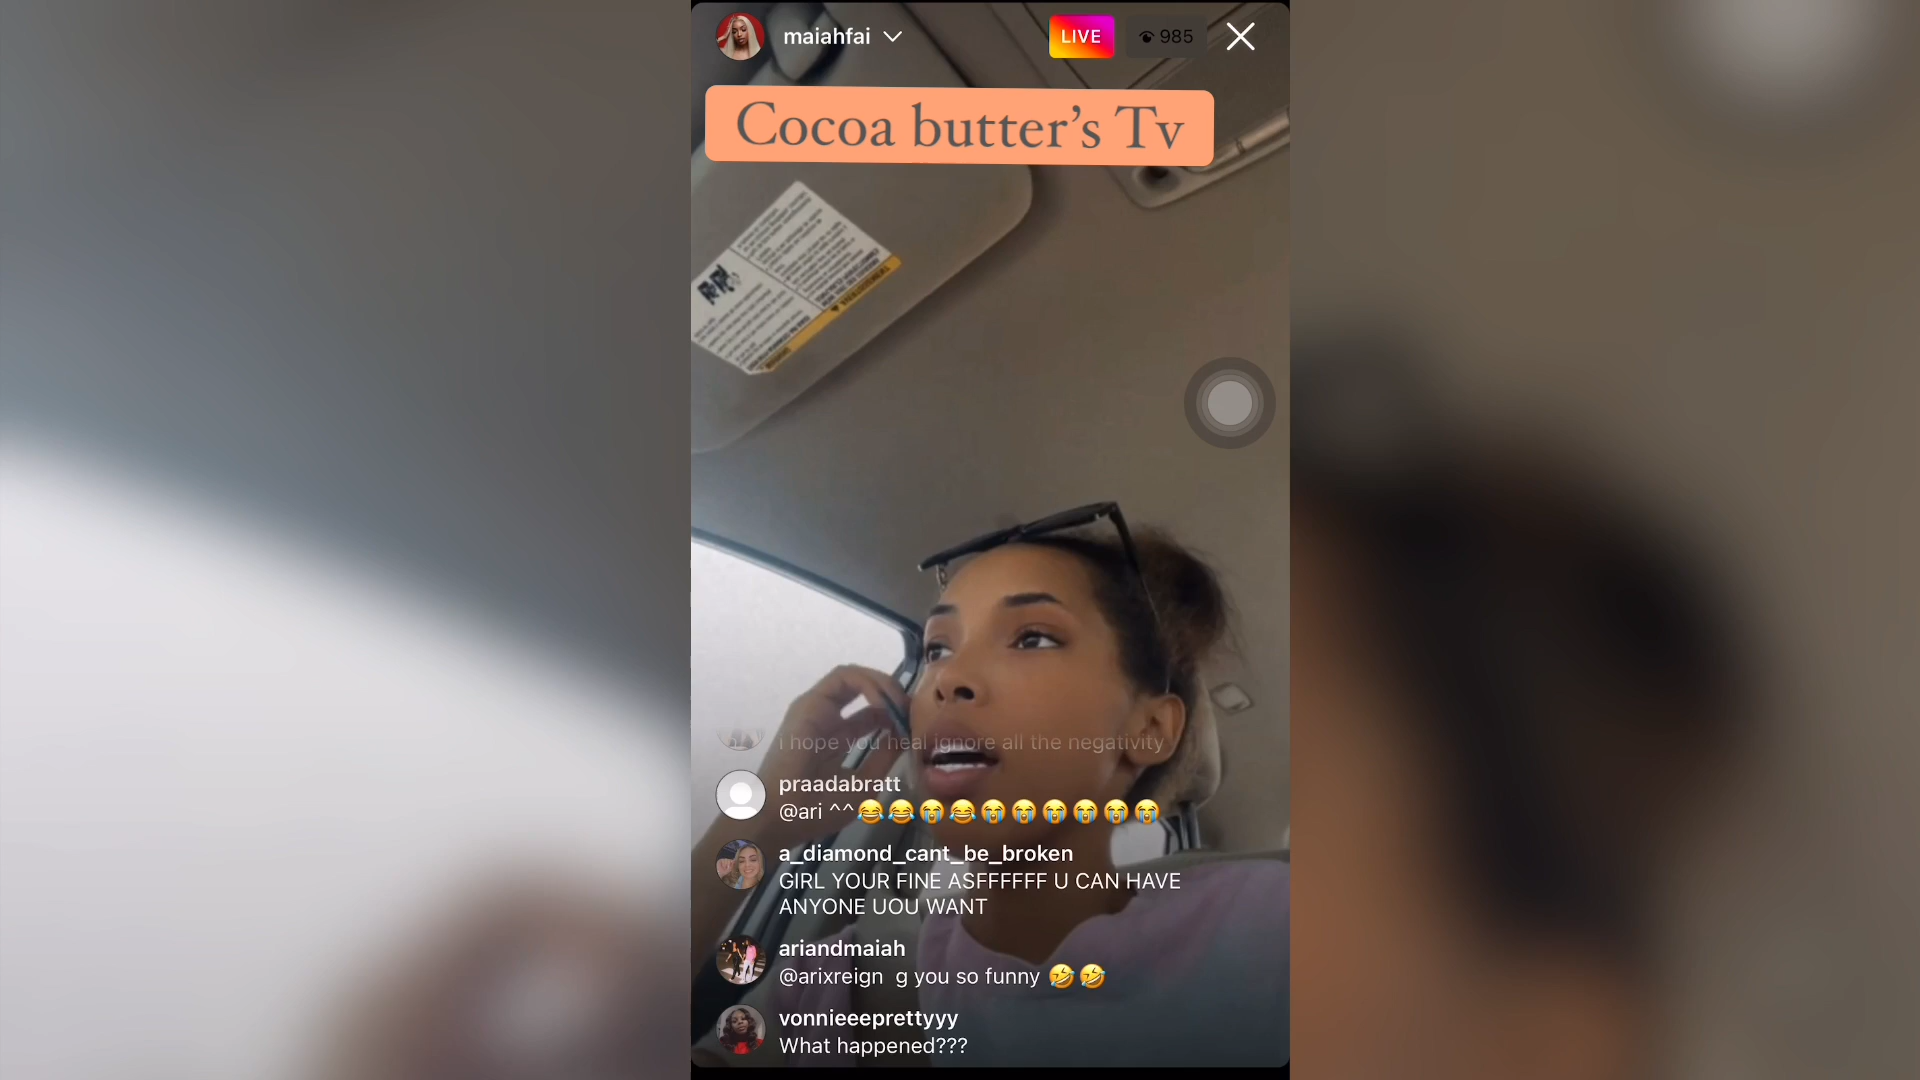 maiahfai
LIVE
985
Cocoa butter’s Tv
i hope you heal ignore all the negativity
praadabratt
@ari ^^😂😂😭😂😭😭😭😭😭😭
a_diamond_cant_be_broken
GIRL YOUR FINE ASFFFFFF U CAN HAVE
ANYONE UOU WANT
ariandmaiah
@arixreign g you so funny 🤣🤣
vonnieeeprettyyy
What happened???